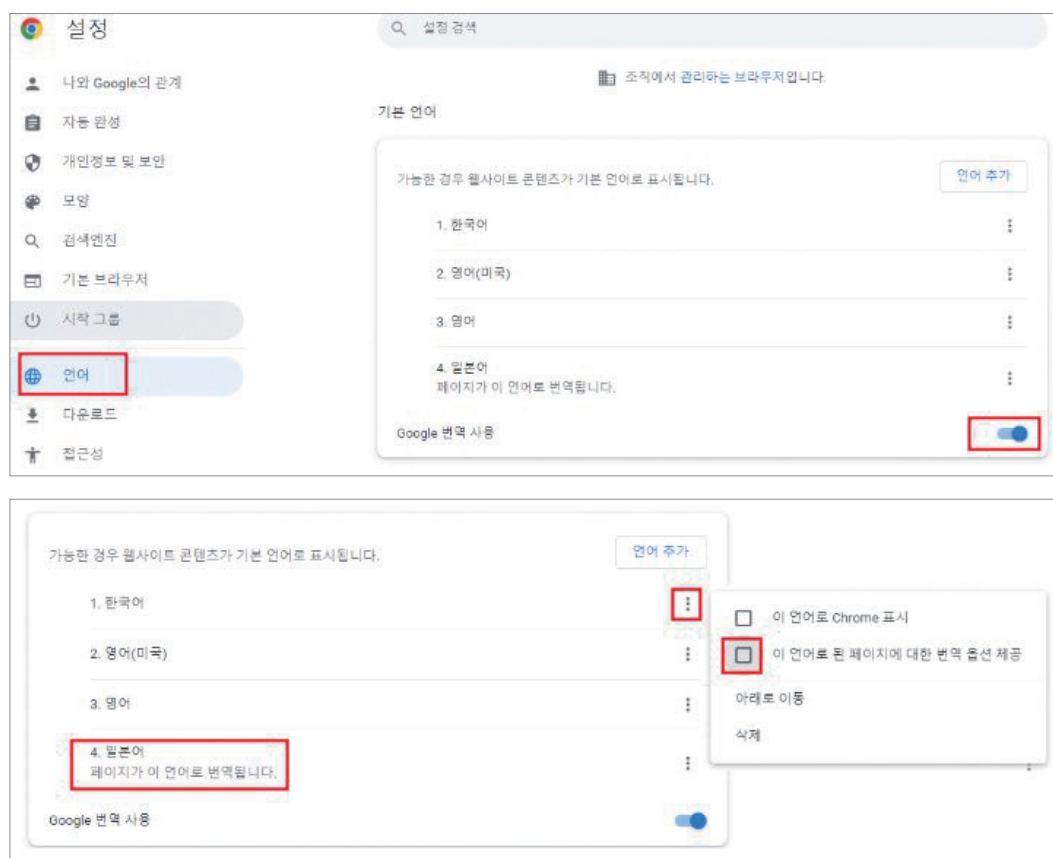 설정
설정 검색
나와 Google의 관계
자동 완성
개인정보 및 보안
모양
검색엔진
기본 브라우저
시작 그룹
언어
다운로드
접근성
조직에서 관리하는 브라우저입니다.
기본 언어
가능한 경우 웹사이트 콘텐츠가 기본 언어로 표시됩니다.
언어 추가
1. 한국어
2. 영어(미국)
3. 영어
4. 일본어
페이지가 이 언어로 번역됩니다.
Google 번역 사용
가능한 경우 웹사이트 콘텐츠가 기본 언어로 표시됩니다.
언어 추가
1. 한국어
2. 영어(미국)
3. 영어
4. 일본어
페이지가 이 언어로 번역됩니다.
Google 번역 사용
이 언어로 Chrome 표시
이 언어로 된 페이지에 대한 번역 옵션 제공
아래로 이동
삭제